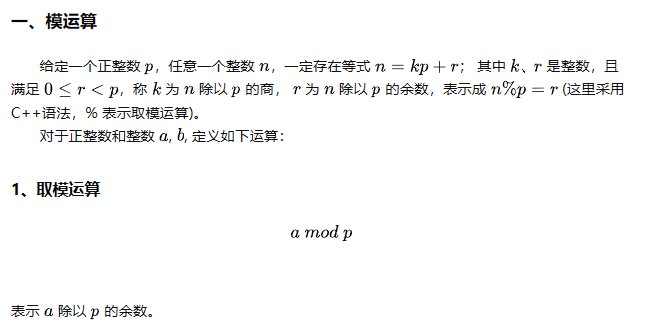 一、模运算
给定一个正整数 p，任意一个整数 n，一定存在等式 n = kp + r； 其中 k、r 是整数，且
满足 0 ≤ r < p，称 k 为 n 除以 p 的商， r 为 n 除以 p 的余数，表示成 n%p = r (这里采用
C++语法，% 表示取模运算)。
对于正整数和整数 a, b, 定义如下运算：
1、取模运算
a mod p
表示 a 除以 p 的余数。